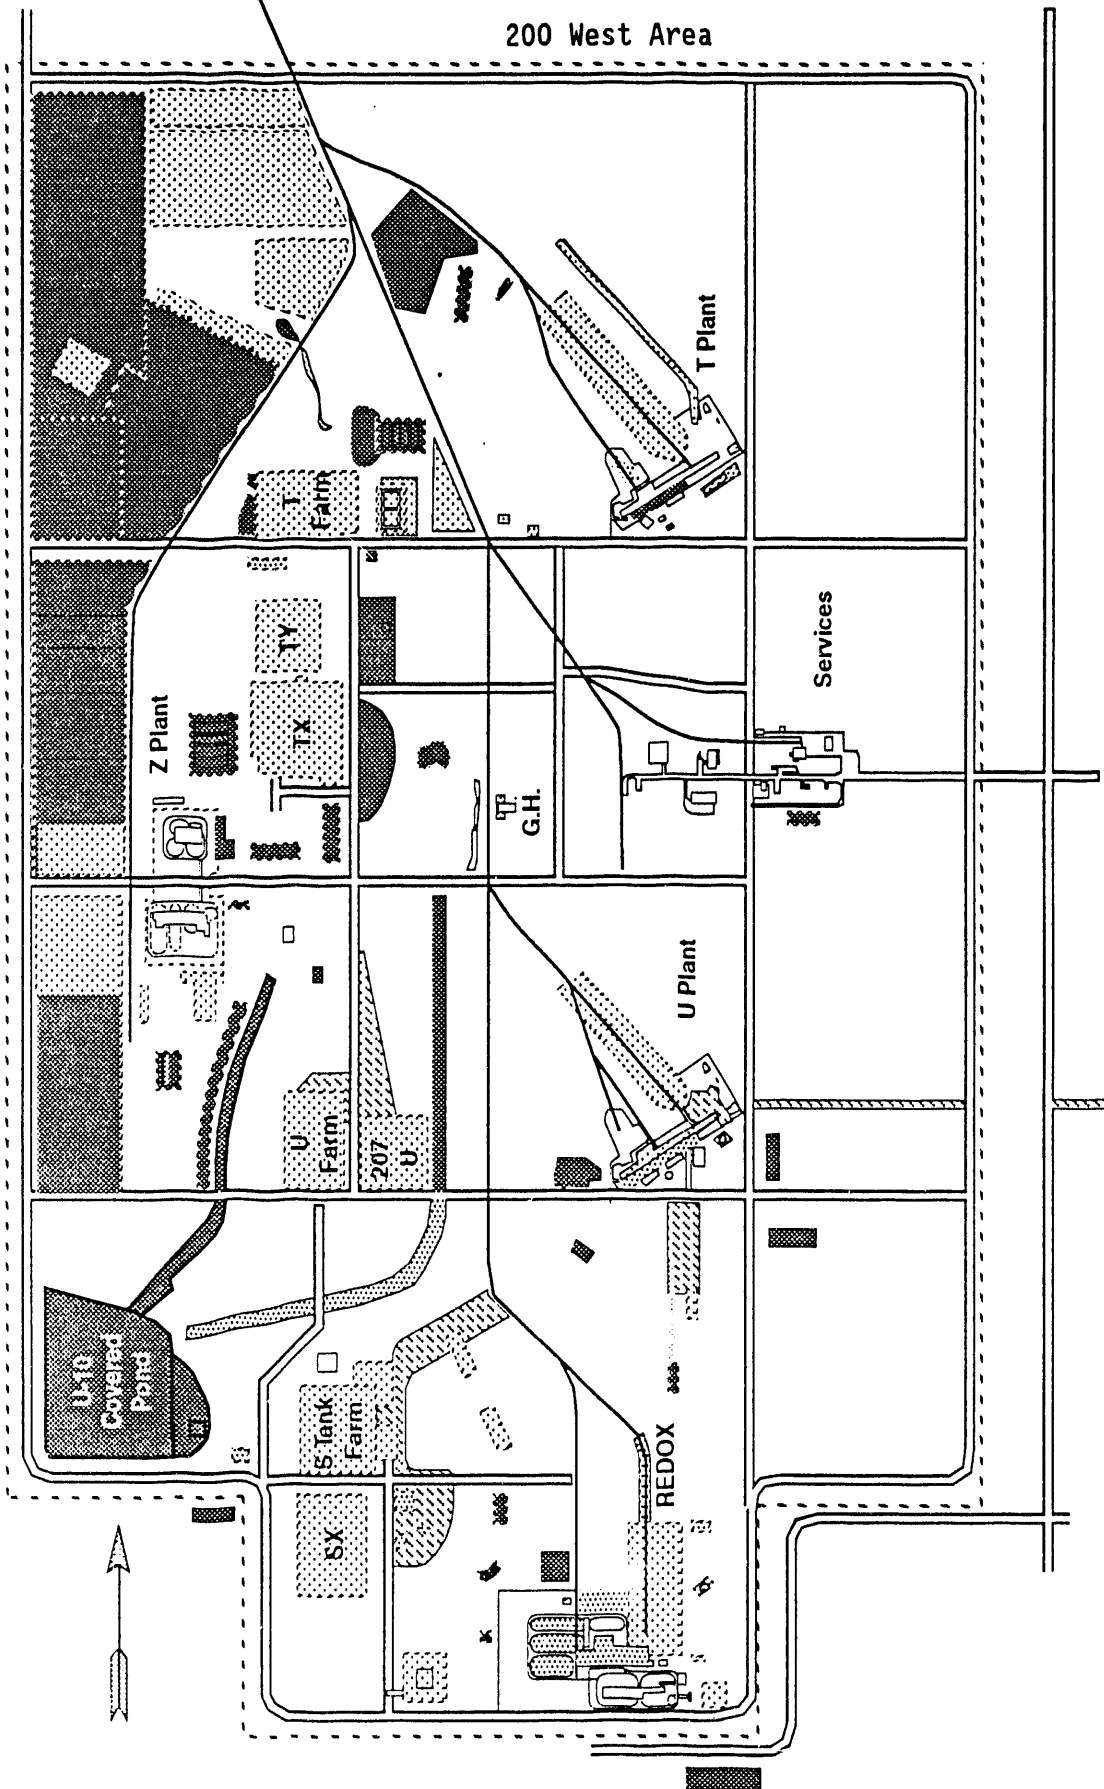 200 West Area
T Plant
T
Farm
TY
Z Plant
TX
Services
G.H.
U Plant
U
Farm
207
U
U-10
Covered
Pond
S Tank
Farm
REDOX
SX